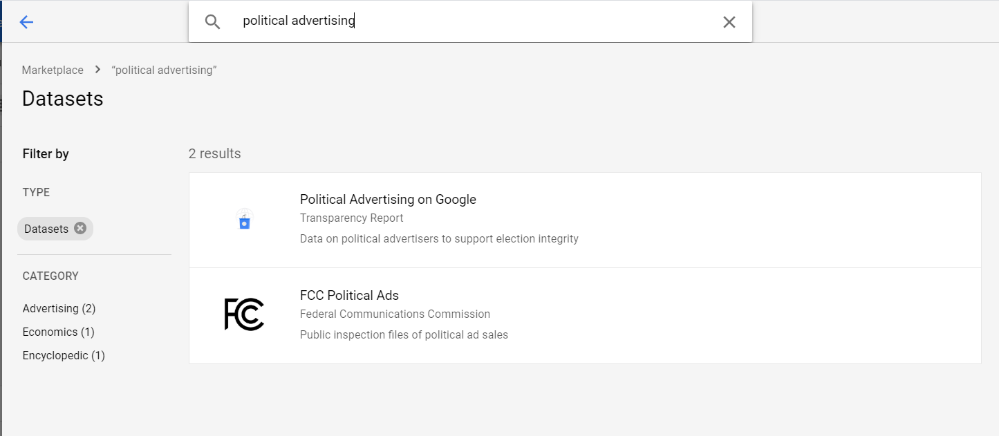 political advertising
Marketplace > “political advertising”
Datasets
Filter by
2 results
TYPE
Datasets
CATEGORY
Advertising (2)
Economics (1)
Encyclopedic (1)
Political Advertising on Google
Transparency Report
Data on political advertisers to support election integrity
FCC
FCC Political Ads
Federal Communications Commission
Public inspection files of political ad sales